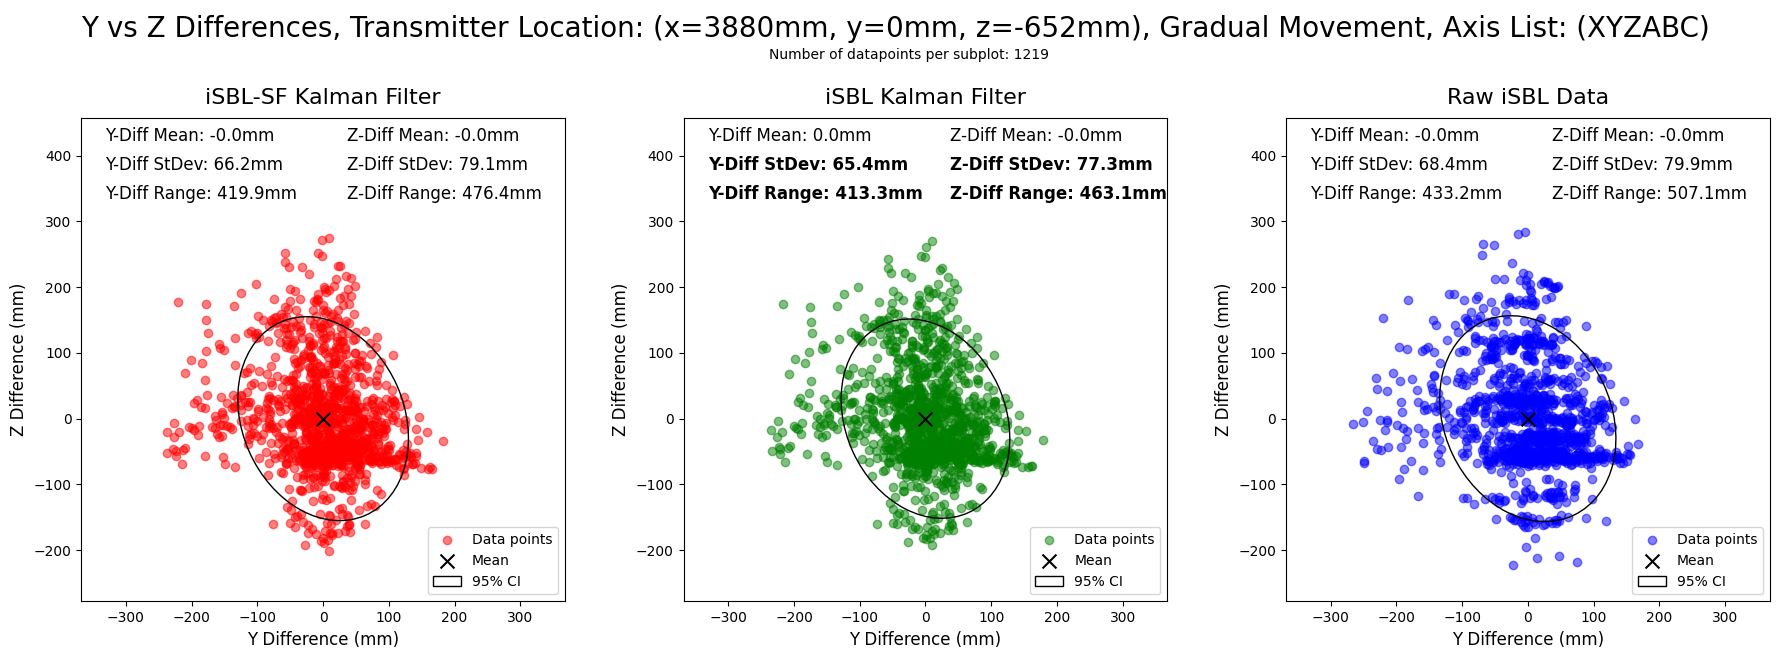 Y vs Z Differences, Transmitter Location: (x=3880mm, y=0mm, z=-652mm), Gradual Movement, Axis List: (XYZABC)
Number of datapoints per subplot: 1219
iSBL-SF Kalman Filter
Y-Diff Mean: -0.0mm Z-Diff Mean: -0.0mm
Y-Diff StDev: 66.2mm Z-Diff StDev: 79.1mm
Y-Diff Range: 419.9mm Z-Diff Range: 476.4mm
400
300
200
100
0
−100
−200
Z Difference (mm)
Data points
Mean
95% CI
−300 −200 −100 0 100 200 300
Y Difference (mm)
iSBL Kalman Filter
Y-Diff Mean: 0.0mm Z-Diff Mean: -0.0mm
Y-Diff StDev: 65.4mm Z-Diff StDev: 77.3mm
Y-Diff Range: 413.3mm Z-Diff Range: 463.1mm
400
300
200
100
0
−100
−200
Z Difference (mm)
Data points
Mean
95% CI
−300 −200 −100 0 100 200 300
Y Difference (mm)
Raw iSBL Data
Y-Diff Mean: -0.0mm Z-Diff Mean: -0.0mm
Y-Diff StDev: 68.4mm Z-Diff StDev: 79.9mm
Y-Diff Range: 433.2mm Z-Diff Range: 507.1mm
400
300
200
100
0
−100
−200
Z Difference (mm)
Data points
Mean
95% CI
−300 −200 −100 0 100 200 300
Y Difference (mm)